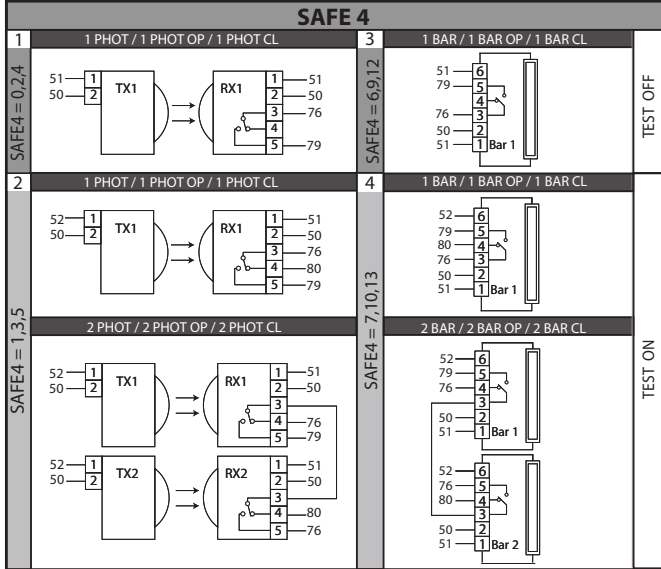 SAFE 4
1 1 PHOT / 1 PHOT OP / 1 PHOT CL
SAFE4 = 0,2,4
51 1 TX1
50 2
RX1 1 51
2 50
3 76
4
5 79
3 1 BAR / 1 BAR OP / 1 BAR CL
SAFE4 = 6,9,12
51 6
79 5
4
76 3
50 2
51 1 Bar 1
TEST OFF
2 1 PHOT / 1 PHOT OP / 1 PHOT CL
SAFE4 = 1,3,5
52 1 TX1
50 2
RX1 1 51
2 50
3 76
4 80
5 79
2 PHOT / 2 PHOT OP / 2 PHOT CL
52 1 TX1
50 2
RX1 1 51
2 50
3
4 76
5 79
52 1 TX2
50 2
RX2 1 51
2 50
3
4 80
5 76
4 1 BAR / 1 BAR OP / 1 BAR CL
SAFE4 = 7,10,13
52 6
79 5
80 4
76 3
50 2
51 1 Bar 1
2 BAR / 2 BAR OP / 2 BAR CL
52 6
79 5
76 4
3
50 2
51 1 Bar 1
52 6
76 5
80 4
3
50 2
51 1 Bar 2
TEST ON